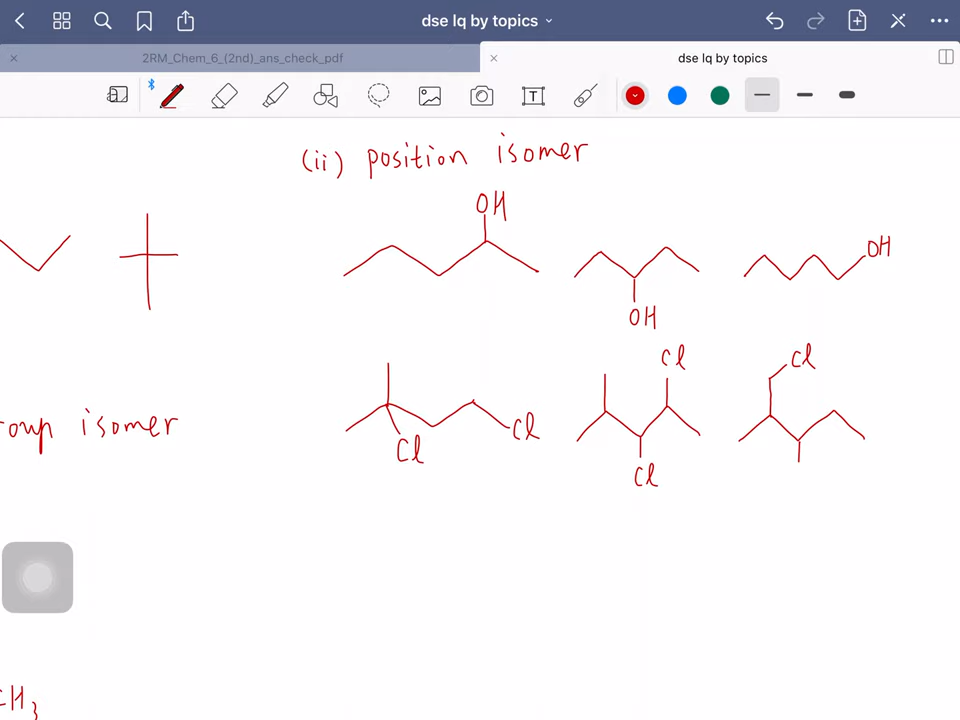 dse lq by topics
2RM_Chem_6_(2nd)_ans_check_pdf
dse lq by topics
T
(ii) position isomer
OH
OH
OH
Cl
Cl
Cl
Cl
Cl
oup isomer
CH3